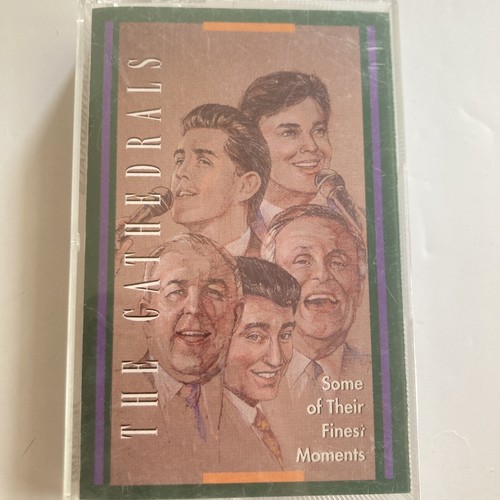 THE CATHEDRALS
Some
of Their
Finest
Moments